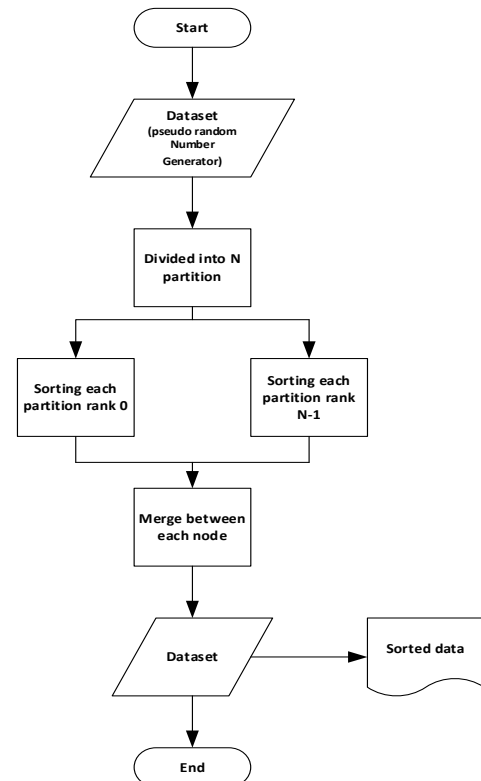 Start
Dataset
(pseudo random
Number
Generator)
Divided into N
partition
Sorting each
partition rank 0
Sorting each
partition rank
N-1
Merge between
each node
Dataset
Sorted data
End